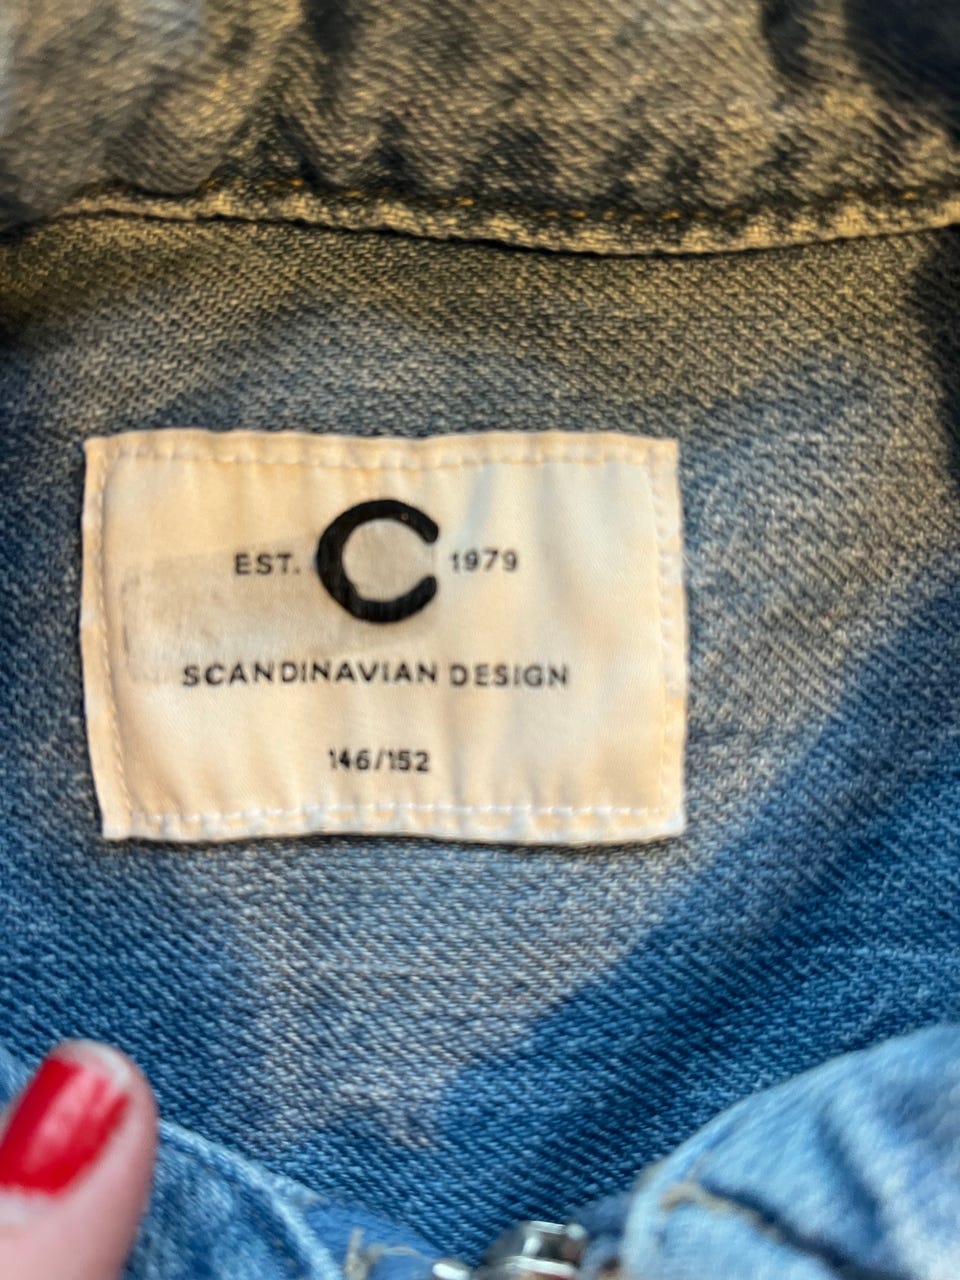 EST. C 1979
SCANDINAVIAN DESIGN
146/152